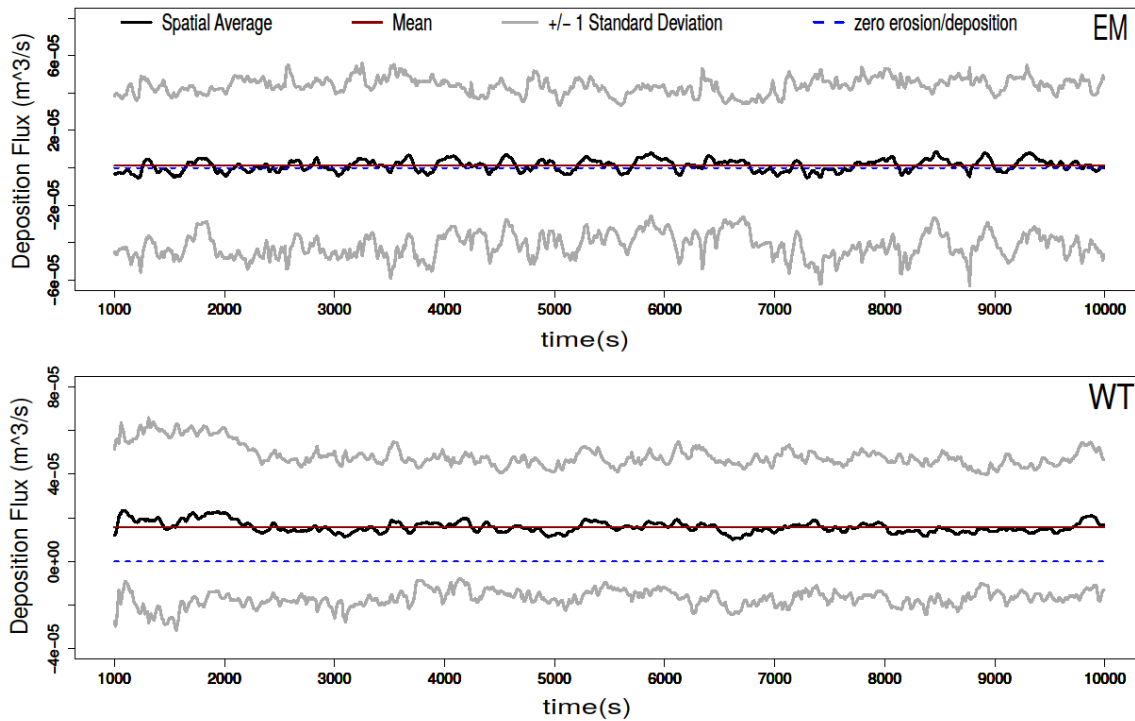 Spatial Average Mean +/− 1 Standard Deviation zero erosion/deposition EM
Deposition Flux (m^3/s)
6e−05
2e−05
−2e−05
−6e−05
1000 2000 3000 4000 5000 6000 7000 8000 9000 10000
time(s)
WT
Deposition Flux (m^3/s)
8e−05
4e−05
0e+00
−4e−05
1000 2000 3000 4000 5000 6000 7000 8000 9000 10000
time(s)